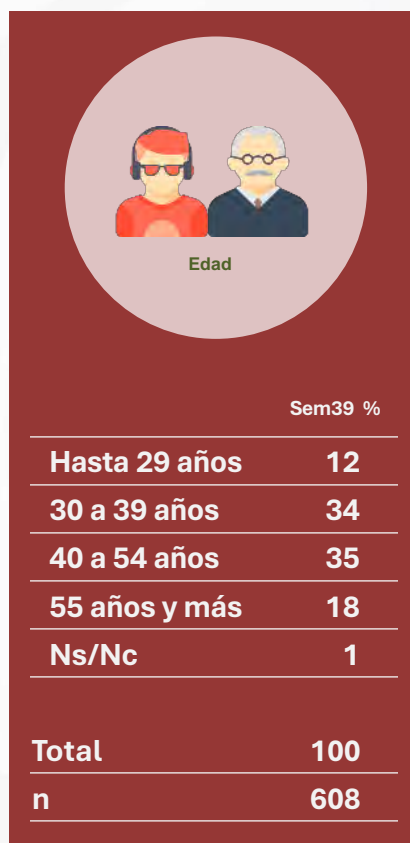 Edad
Sem39 %
Hasta 29 años 12
30 a 39 años 34
40 a 54 años 35
55 años y más 18
Ns/Nc 1
Total 100
n 608